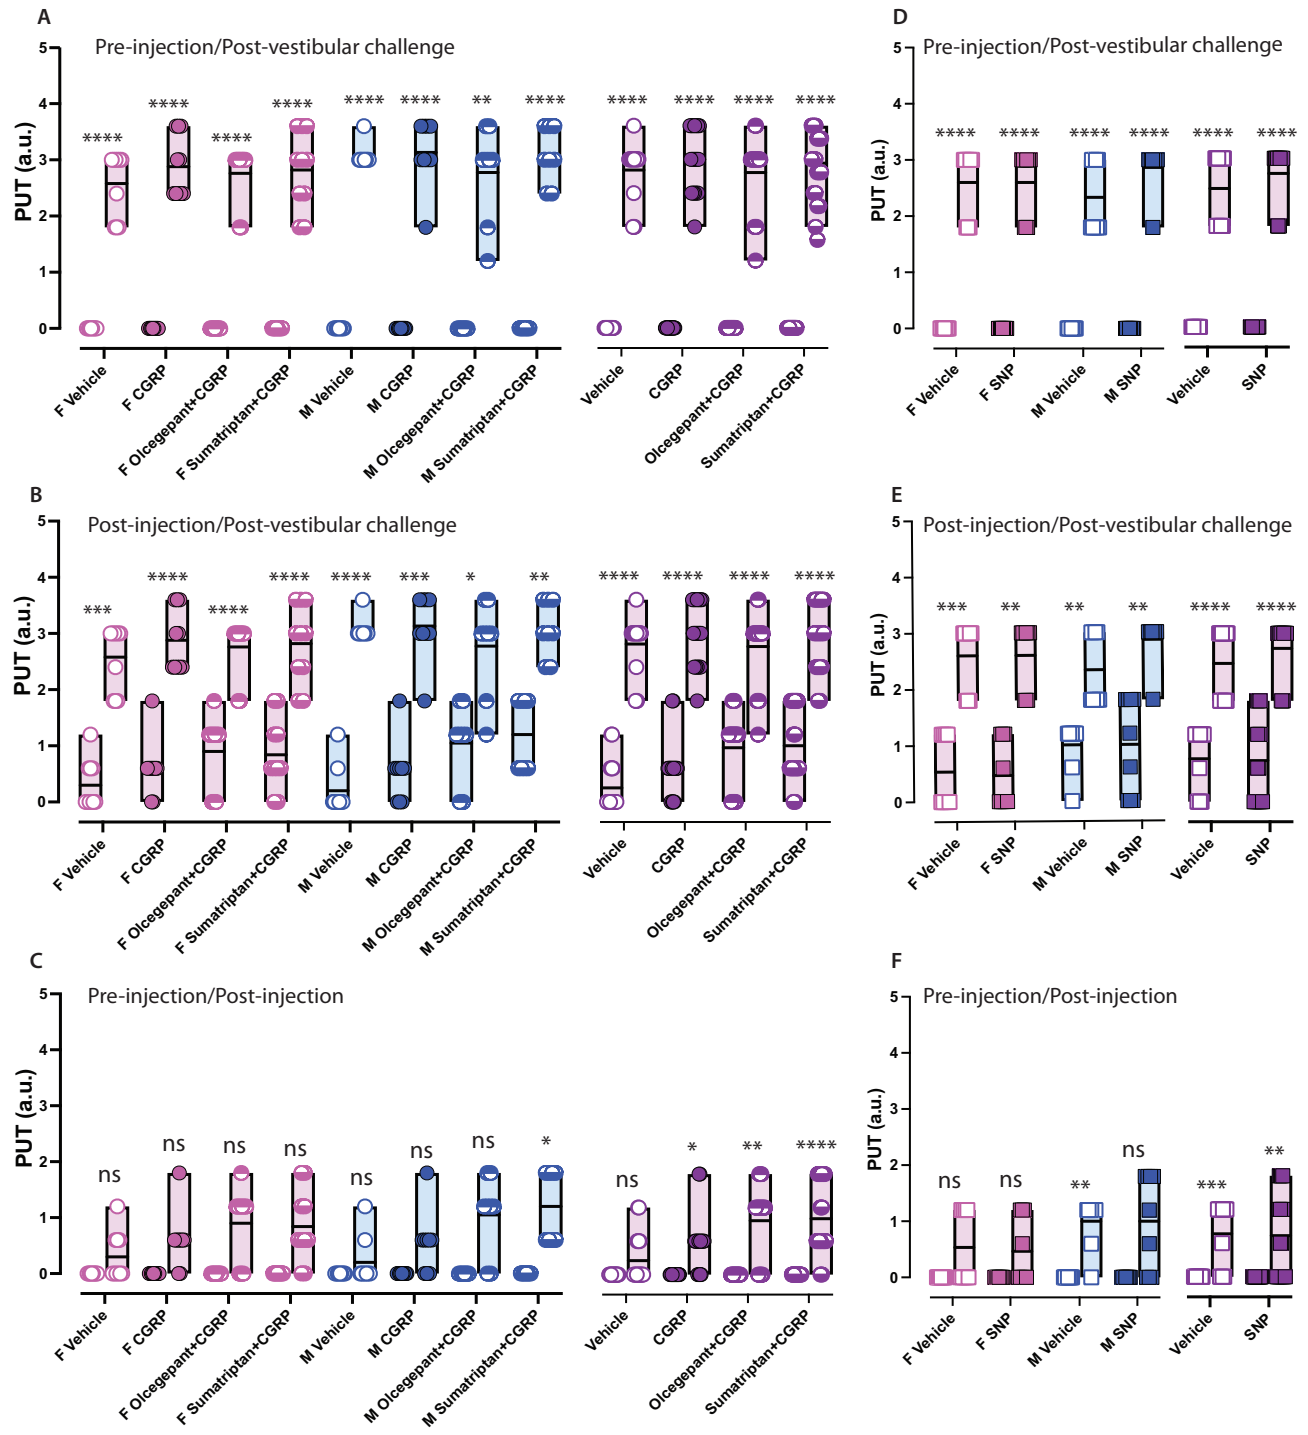 A
Pre-injection/Post-vestibular challenge
PUT (a.u.)
5
4
3
2
1
0
**** **** **** **** **** **** ** **** **** **** **** ****
F Vehicle
F CGRP
F Olcegepant+CGRP
F Sumatriptan+CGRP
M Vehicle
M CGRP
M Olcegepant+CGRP
M Sumatriptan+CGRP
Vehicle
CGRP
Olcegepant+CGRP
Sumatriptan+CGRP
D
Pre-injection/Post-vestibular challenge
PUT (a.u.)
5
4
3
2
1
0
**** **** **** **** **** ****
F Vehicle
F SNP
M Vehicle
M SNP
Vehicle
SNP
B
Post-injection/Post-vestibular challenge
PUT (a.u.)
5
4
3
2
1
0
*** **** **** **** **** *** * ** **** **** **** ****
F Vehicle
F CGRP
F Olcegepant+CGRP
F Sumatriptan+CGRP
M Vehicle
M CGRP
M Olcegepant+CGRP
M Sumatriptan+CGRP
Vehicle
CGRP
Olcegepant+CGRP
Sumatriptan+CGRP
E
Post-injection/Post-vestibular challenge
PUT (a.u.)
5
4
3
2
1
0
*** ** ** ** **** ****
F Vehicle
F SNP
M Vehicle
M SNP
Vehicle
SNP
C
Pre-injection/Post-injection
PUT (a.u.)
5
4
3
2
1
0
ns ns ns ns ns ns ns * ns * ** ****
F Vehicle
F CGRP
F Olcegepant+CGRP
F Sumatriptan+CGRP
M Vehicle
M CGRP
M Olcegepant+CGRP
M Sumatriptan+CGRP
Vehicle
CGRP
Olcegepant+CGRP
Sumatriptan+CGRP
F
Pre-injection/Post-injection
PUT (a.u.)
5
4
3
2
1
0
ns ns ** ns *** **
F Vehicle
F SNP
M Vehicle
M SNP
Vehicle
SNP